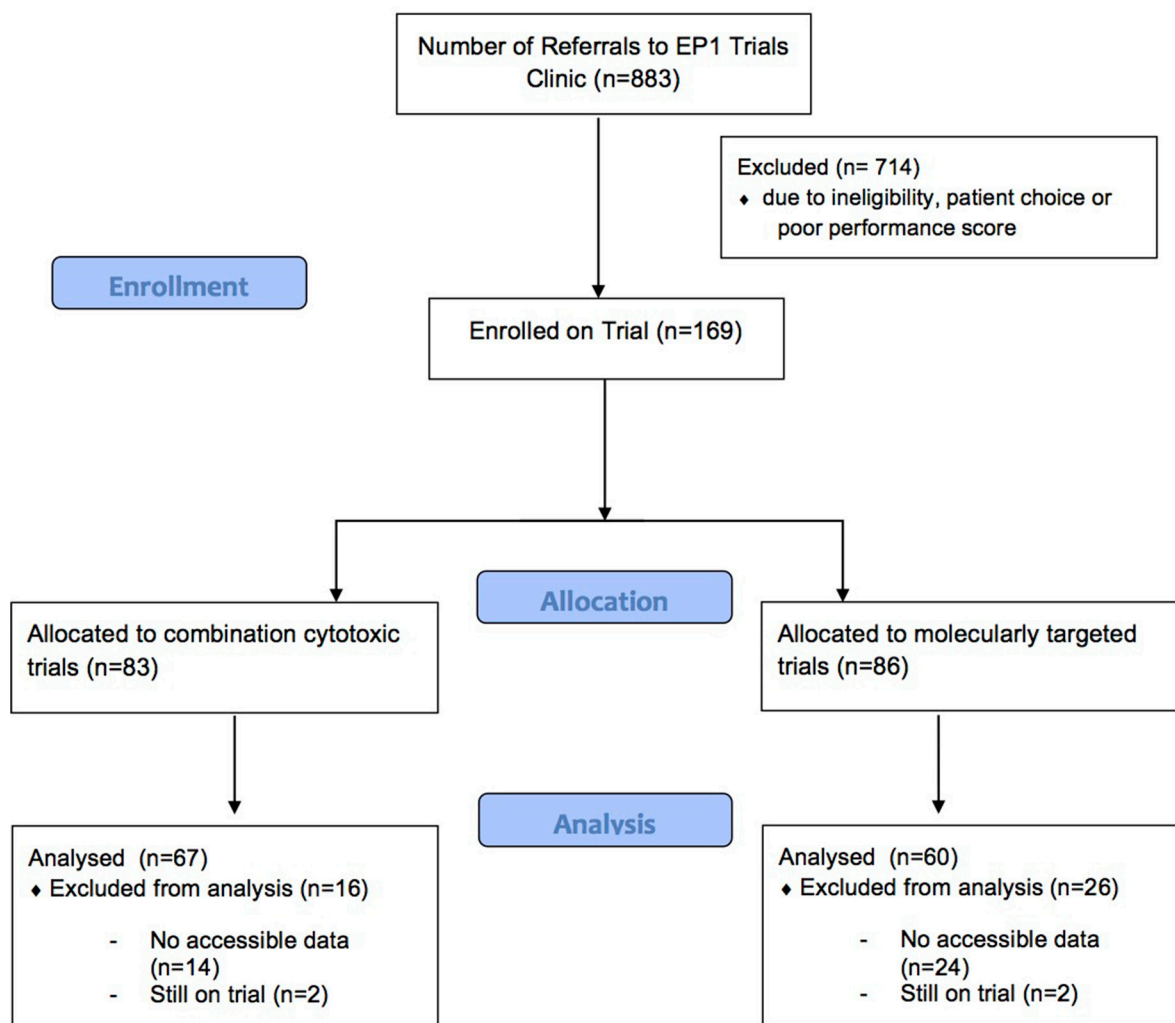 Number of Referrals to EP1 Trials
Clinic (n=883)
Excluded (n= 714)
♦ due to ineligibility, patient choice or
poor performance score
Enrollment
Enrolled on Trial (n=169)
Allocation
Allocated to combination cytotoxic
trials (n=83)
Allocated to molecularly targeted
trials (n=86)
Analysis
Analysed (n=67)
♦ Excluded from analysis (n=16)
- No accessible data
(n=14)
- Still on trial (n=2)
Analysed (n=60)
♦ Excluded from analysis (n=26)
- No accessible data
(n=24)
- Still on trial (n=2)